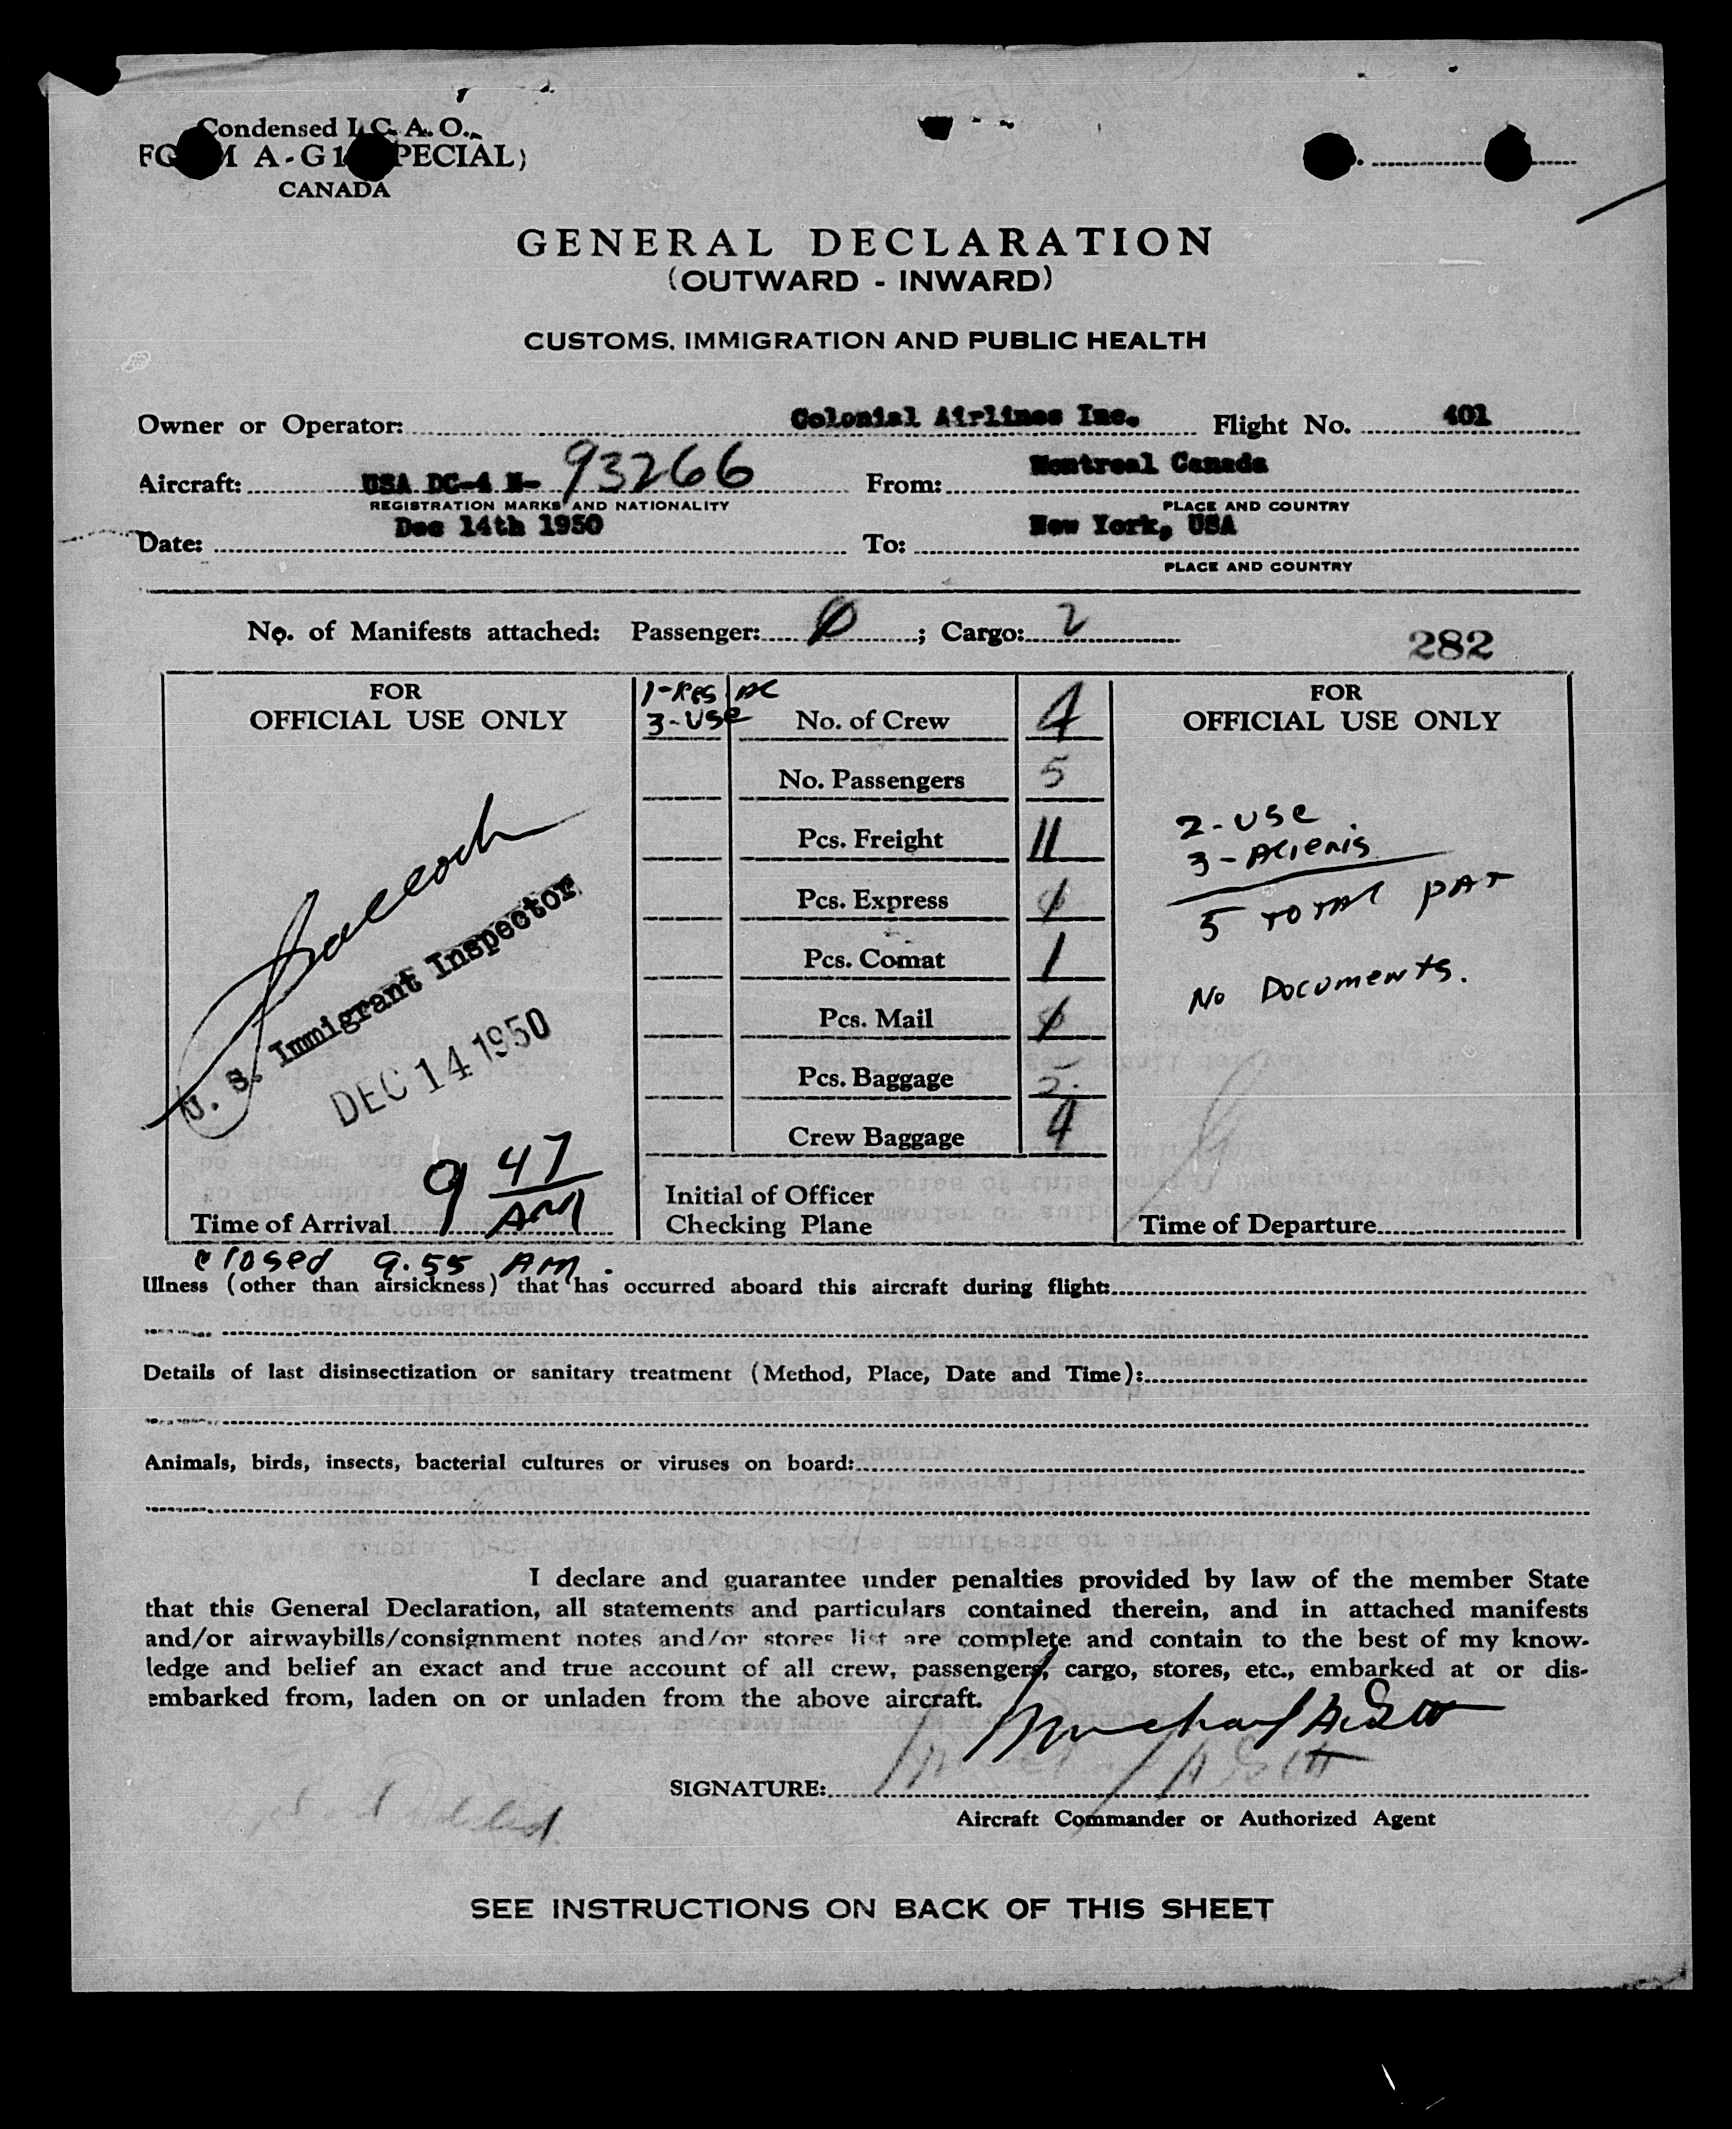 Condensed I. C. A. O.
FORM A-G1 (SPECIAL)
CANADA
GENERAL DECLARATION
(OUTWARD - INWARD)
CUSTOMS, IMMIGRATION AND PUBLIC HEALTH
Owner or Operator: Colonial Airlines Inc. Flight No. 401
Aircraft: USA DC-4 N- 93266 From: Montreal Canada
REGISTRATION MARKS AND NATIONALITY PLACE AND COUNTRY
Date: Dec 14th 1950 To: New York, USA
PLACE AND COUNTRY
No. of Manifests attached: Passenger: 0 ; Cargo: 2
282
FOR
OFFICIAL USE ONLY
U. S. Immigrant Inspector
DEC 14 1950
Time of Arrival 9 47 AM
closed 9.55 AM.
1-Res. AC
3-USC
No. of Crew 4
No. Passengers 5
Pcs. Freight 11
Pcs. Express
Pcs. Comat 1
Pcs. Mail
Pcs. Baggage 5
Crew Baggage 4
Initial of Officer
Checking Plane
FOR
OFFICIAL USE ONLY
2-USC
3-Aliens
5 TOTAL PAX
No Documents.
Time of Departure
Illness (other than airsickness) that has occurred aboard this aircraft during flight:
Details of last disinsectization or sanitary treatment (Method, Place, Date and Time):
Animals, birds, insects, bacterial cultures or viruses on board:
I declare and guarantee under penalties provided by law of the member State
that this General Declaration, all statements and particulars contained therein, and in attached manifests
and/or airwaybills/consignment notes and/or stores list are complete and contain to the best of my know-
ledge and belief an exact and true account of all crew, passengers, cargo, stores, etc., embarked at or dis-
embarked from, laden on or unladen from the above aircraft.
SIGNATURE:
Aircraft Commander or Authorized Agent
SEE INSTRUCTIONS ON BACK OF THIS SHEET